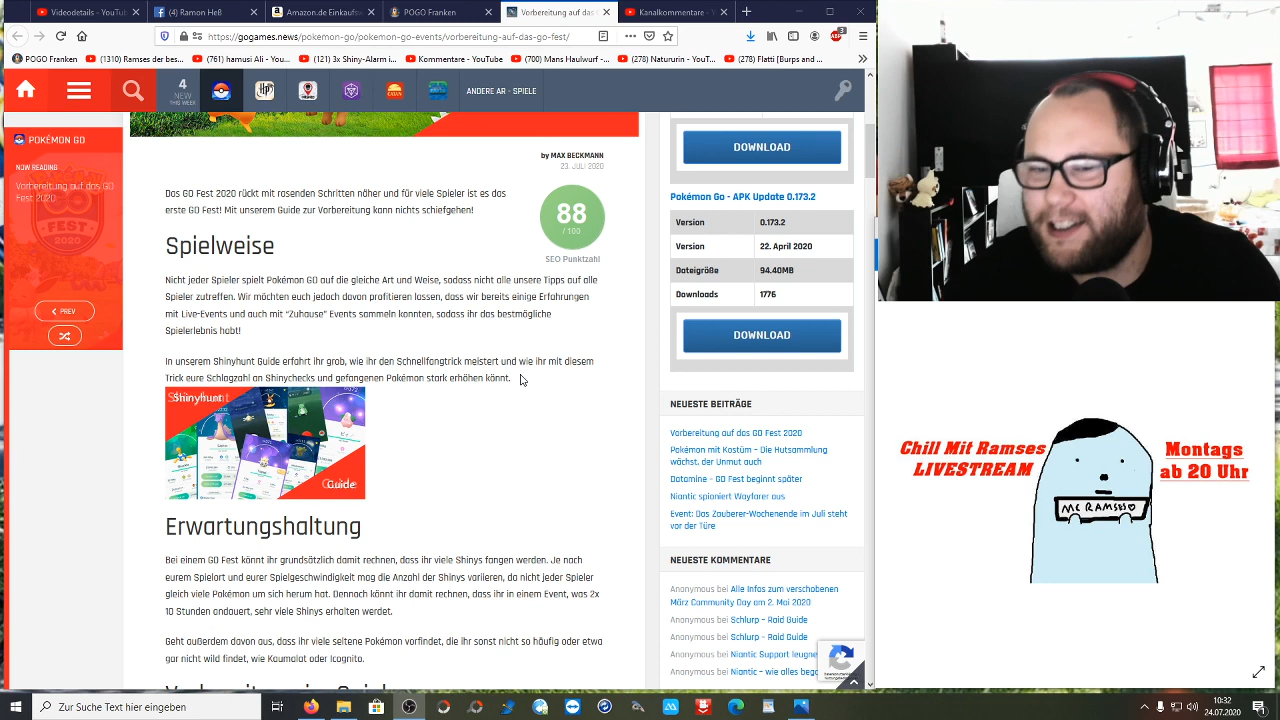 Videodetails - YouTu
(4) Ramon Heß
Amazon.de Einkaufswa
POGO Franken
Vorbereitung auf das GO
Kanalkommentare - Y
https://gogames.news/pokemon-go/pokemon-go-events/vorbereitung-auf-das-go-fest/
3
POGO Franken
(1310) Ramses der bes...
(761) hamusi Ali - You...
(121) 3x Shiny-Alarm i...
Kommentare - YouTube
(700) Mans Haulwurf -...
(278) Natururin - YouT...
(278) Flatti [Burps and ...
4
NEW
THIS WEEK
ANDERE AR - SPIELE
POKÉMON GO
NOW READING
Vorbereitung auf das GO
Fest 2020
GO
FEST
2020
PREV
by MAX BECKMANN
23. JULI 2020
Das GO Fest 2020 rückt mit rasenden Schritten näher und für viele Spieler ist es das
erste GO Fest! Mit unserem Guide zur Vorbereitung kann nichts schiefgehen!
88
/ 100
SEO Punktzahl
Spielweise
Nicht jeder Spieler spielt Pokémon GO auf die gleiche Art und Weise, sodass nicht alle unsere Tipps auf alle
Spieler zutreffen. Wir möchten euch jedoch davon profitieren lassen, dass wir bereits einige Erfahrungen
mit Live-Events und auch mit “Zuhause” Events sammeln konnten, sodass ihr das bestmögliche
Spielerlebnis habt!
In unserem Shinyhunt Guide erfahrt ihr grob, wie ihr den Schnellfangtrick meistert und wie ihr mit diesem
Trick eure Schlagzahl an Shinychecks und gefangenen Pokémon stark erhöhen könnt.
Shinyhunt
Guide
Erwartungshaltung
Bei einem GO Fest könnt ihr grundsätzlich damit rechnen, dass ihr viele Shinys fangen werdet. Je nach
eurem Spielort und eurer Spielgeschwindigkeit mag die Anzahl der Shinys variieren, da nicht jeder Spieler
gleich viele Pokémon um sich herum hat. Dennoch könnt ihr damit rechnen, dass ihr in einem Event, was 2x
10 Stunden andauert, sehr viele Shinys erhalten werdet.
Geht außerdem davon aus, dass ihr viele seltene Pokémon vorfindet, die ihr sonst nicht so häufig oder etwa
gar nicht wild findet, wie Kaumalat oder Icognito.
DOWNLOAD
Pokémon Go - APK Update 0.173.2
Version 0.173.2
Version 22. April 2020
Dateigröße 94.40MB
Downloads 1776
DOWNLOAD
NEUESTE BEITRÄGE
Vorbereitung auf das GO Fest 2020
Pokémon mit Kostüm – Die Hutsammlung
wächst, der Unmut auch
Datamine – GO Fest beginnt später
Niantic spioniert Wayfarer aus
Event: Das Zauberer-Wochenende im Juli steht
vor der Türe
NEUESTE KOMMENTARE
Anonymous bei Alle Infos zum verschobenen
März Community Day am 2. Mai 2020
Anonymous bei Schlurp – Raid Guide
Anonymous bei Schlurp – Raid Guide
Anonymous bei Niantic Support leugne
Anonymous bei Niantic – wie alles bega
Chill Mit Ramses
LIVESTREAM
Montags
ab 20 Uhr
MC RAMSES
Zur Suche Text hier eingeben
10:32
24.07.2020
1